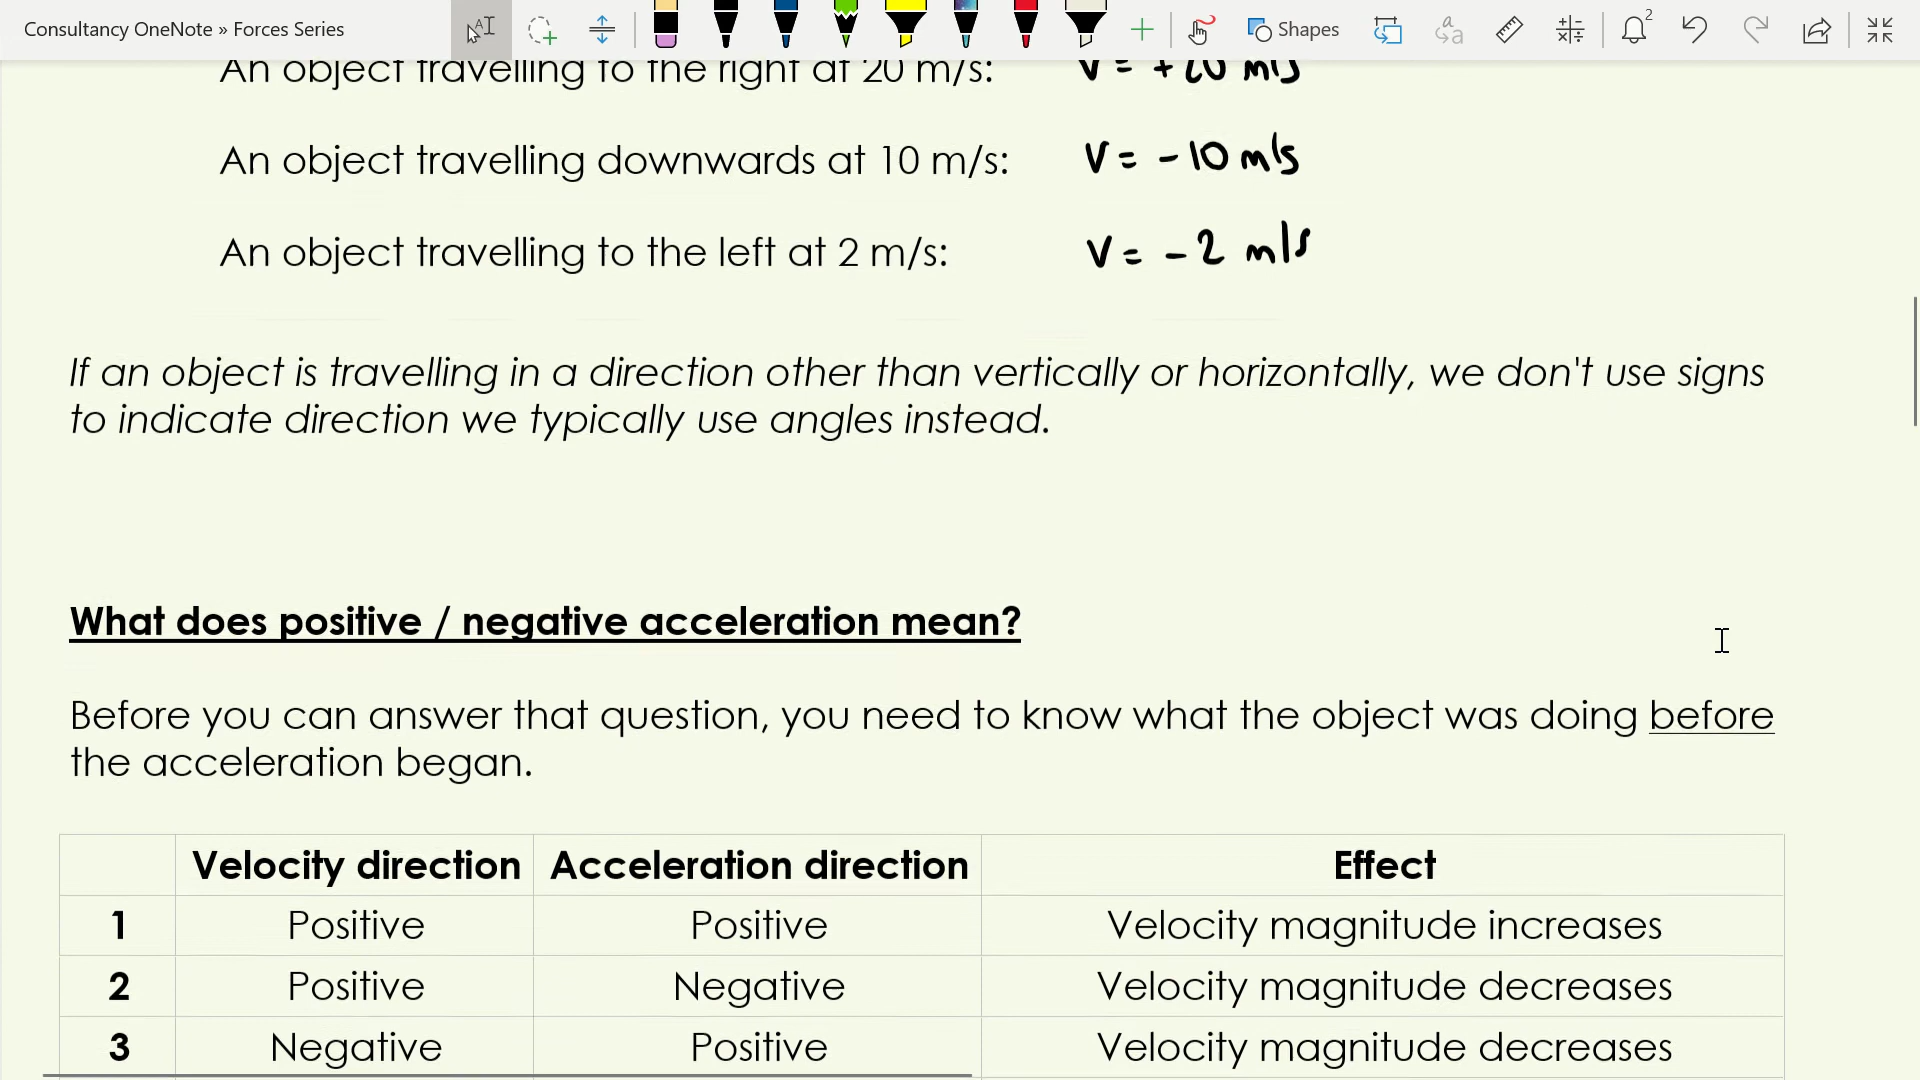 Consultancy OneNote » Forces Series
Shapes
2
An object travelling to the right at 20 m/s: v = +20 m/s
An object travelling downwards at 10 m/s: v = -10 m/s
An object travelling to the left at 2 m/s: v = -2 m/s
If an object is travelling in a direction other than vertically or horizontally, we don't use signs
to indicate direction we typically use angles instead.
What does positive / negative acceleration mean?
Before you can answer that question, you need to know what the object was doing before
the acceleration began.
Velocity direction Acceleration direction Effect
1 Positive Positive Velocity magnitude increases
2 Positive Negative Velocity magnitude decreases
3 Negative Positive Velocity magnitude decreases